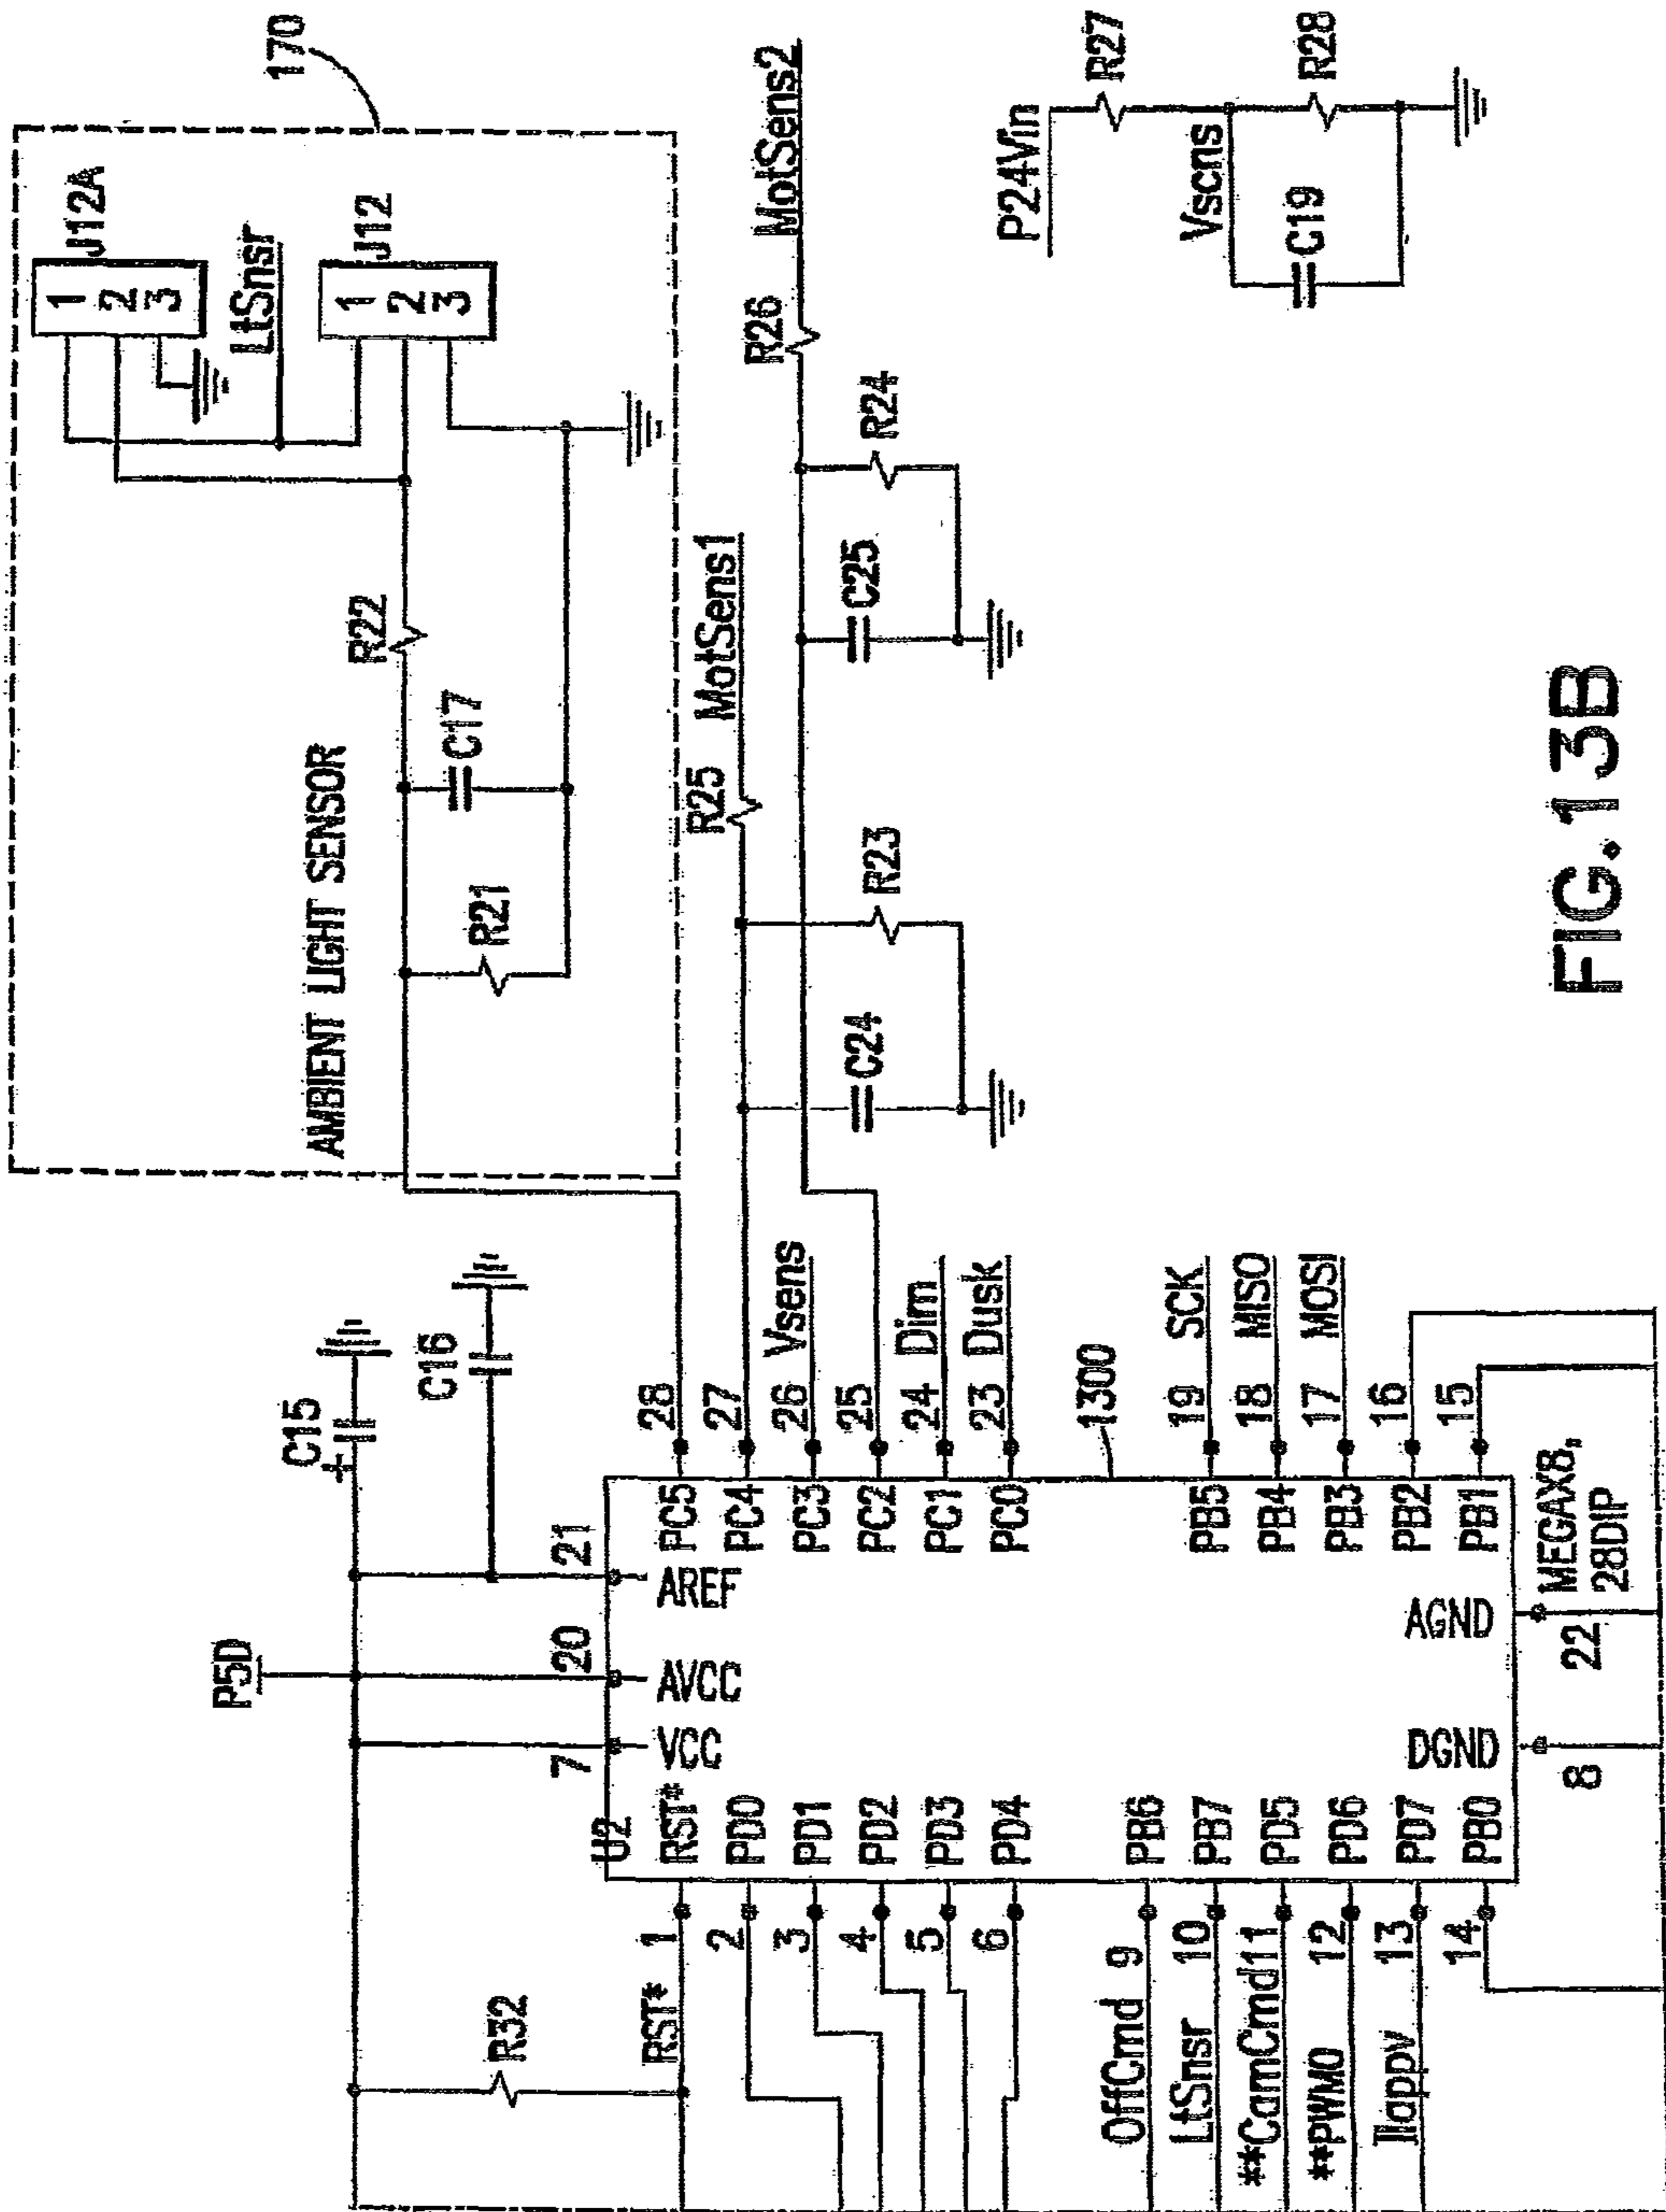 170
J12A
1
2
3
LtSnsr
J12
1
2
3
R22
C17
R21
AMBIENT LIGHT SENSOR
MotSens2
R26
R24
C25
MotSens1
R25
R23
C24
P24Vin
R27
Vscns
R28
C19
P5D
C15
+
C16
R32
RST*
U2
7
20
21
VCC
AVCC
AREF
1
RST*
2
PD0
3
PD1
4
PD2
5
PD3
6
PD4
OffCmd 9
PB6
LtSnsr 10
PB7
**CamCmd11
PD5
**PWM0 12
PD6
13
PD7
14
PB0
PC5
28
PC4
27
PC3
26 Vsens
PC2
25
PC1
24 Dim
PC0
23 Dusk
1300
PB5
19 SCK
PB4
18 MISO
PB3
17 MOSI
PB2
16
PB1
15
DGND
AGND
8
22
MEGAX8,
28DIP
FIG.13B